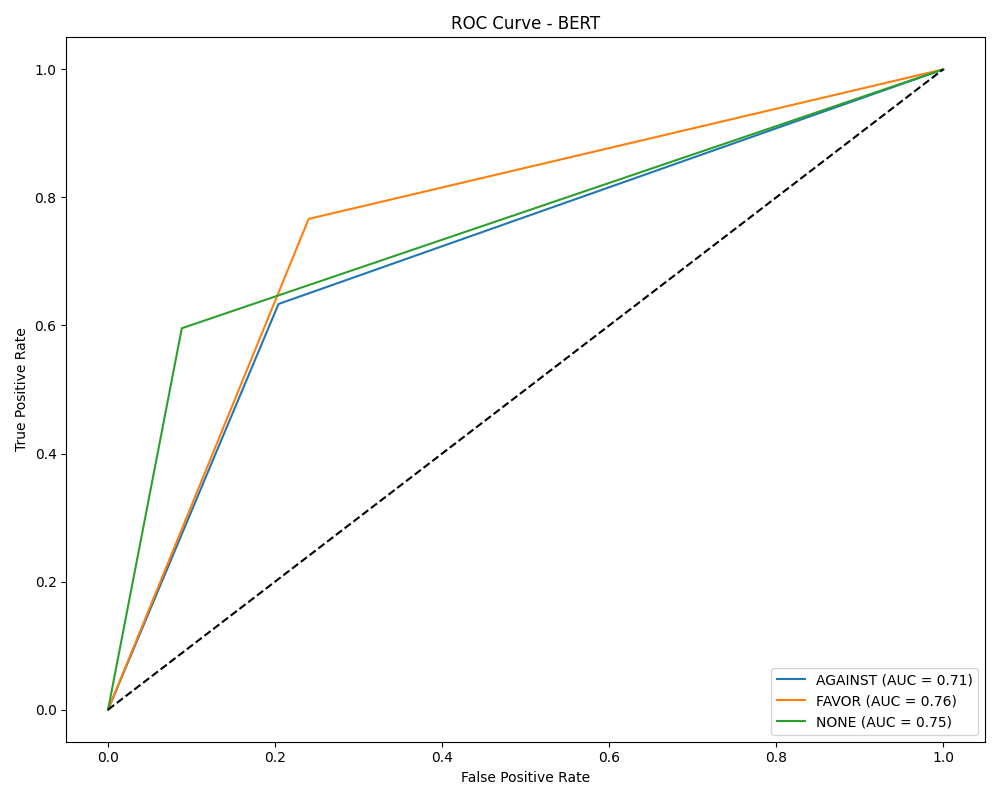 ROC Curve - BERT
True Positive Rate
1.0
0.8
0.6
0.4
0.2
0.0
0.0 0.2 0.4 0.6 0.8 1.0
False Positive Rate
AGAINST (AUC = 0.71)
FAVOR (AUC = 0.76)
NONE (AUC = 0.75)